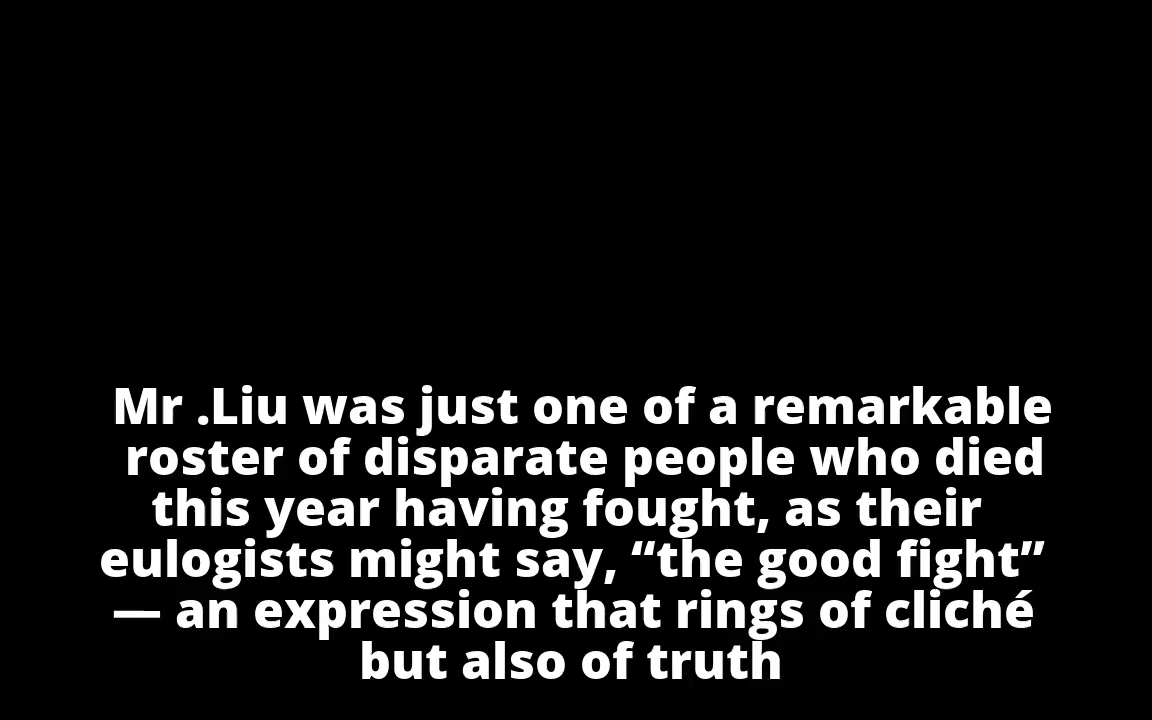 Mr .Liu was just one of a remarkable
roster of disparate people who died
this year having fought, as their
eulogists might say, “the good fight”
— an expression that rings of cliché
but also of truth